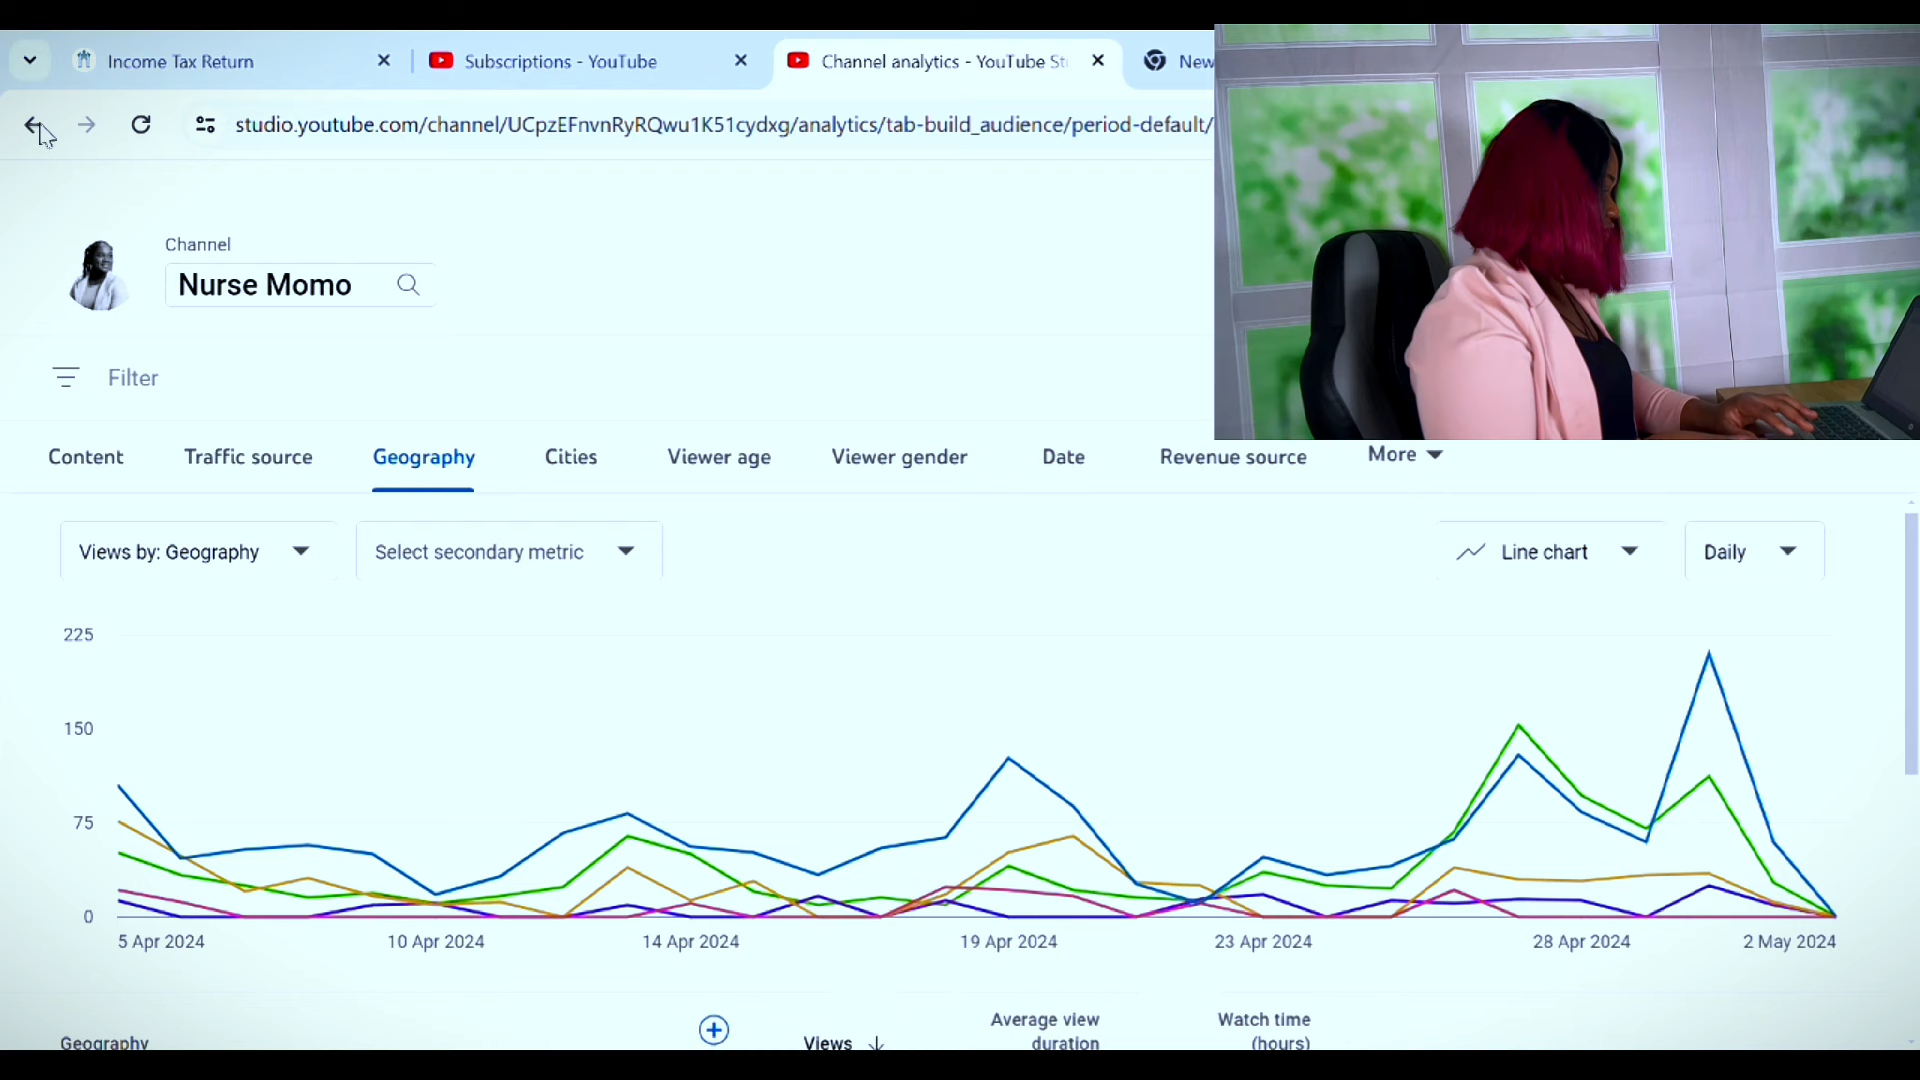 Income Tax Return
Subscriptions - YouTube
Channel analytics - YouTube St
New
studio.youtube.com/channel/UCpzEFnvnRyRQwu1K51cydxg/analytics/tab-build_audience/period-default/
Channel
Nurse Momo
Filter
Content Traffic source Geography Cities Viewer age Viewer gender Date Revenue source More
Views by: Geography Select secondary metric Line chart Daily
225
150
75
0
5 Apr 2024 10 Apr 2024 14 Apr 2024 19 Apr 2024 23 Apr 2024 28 Apr 2024 2 May 2024
Geography Views Average view duration Watch time (hours)